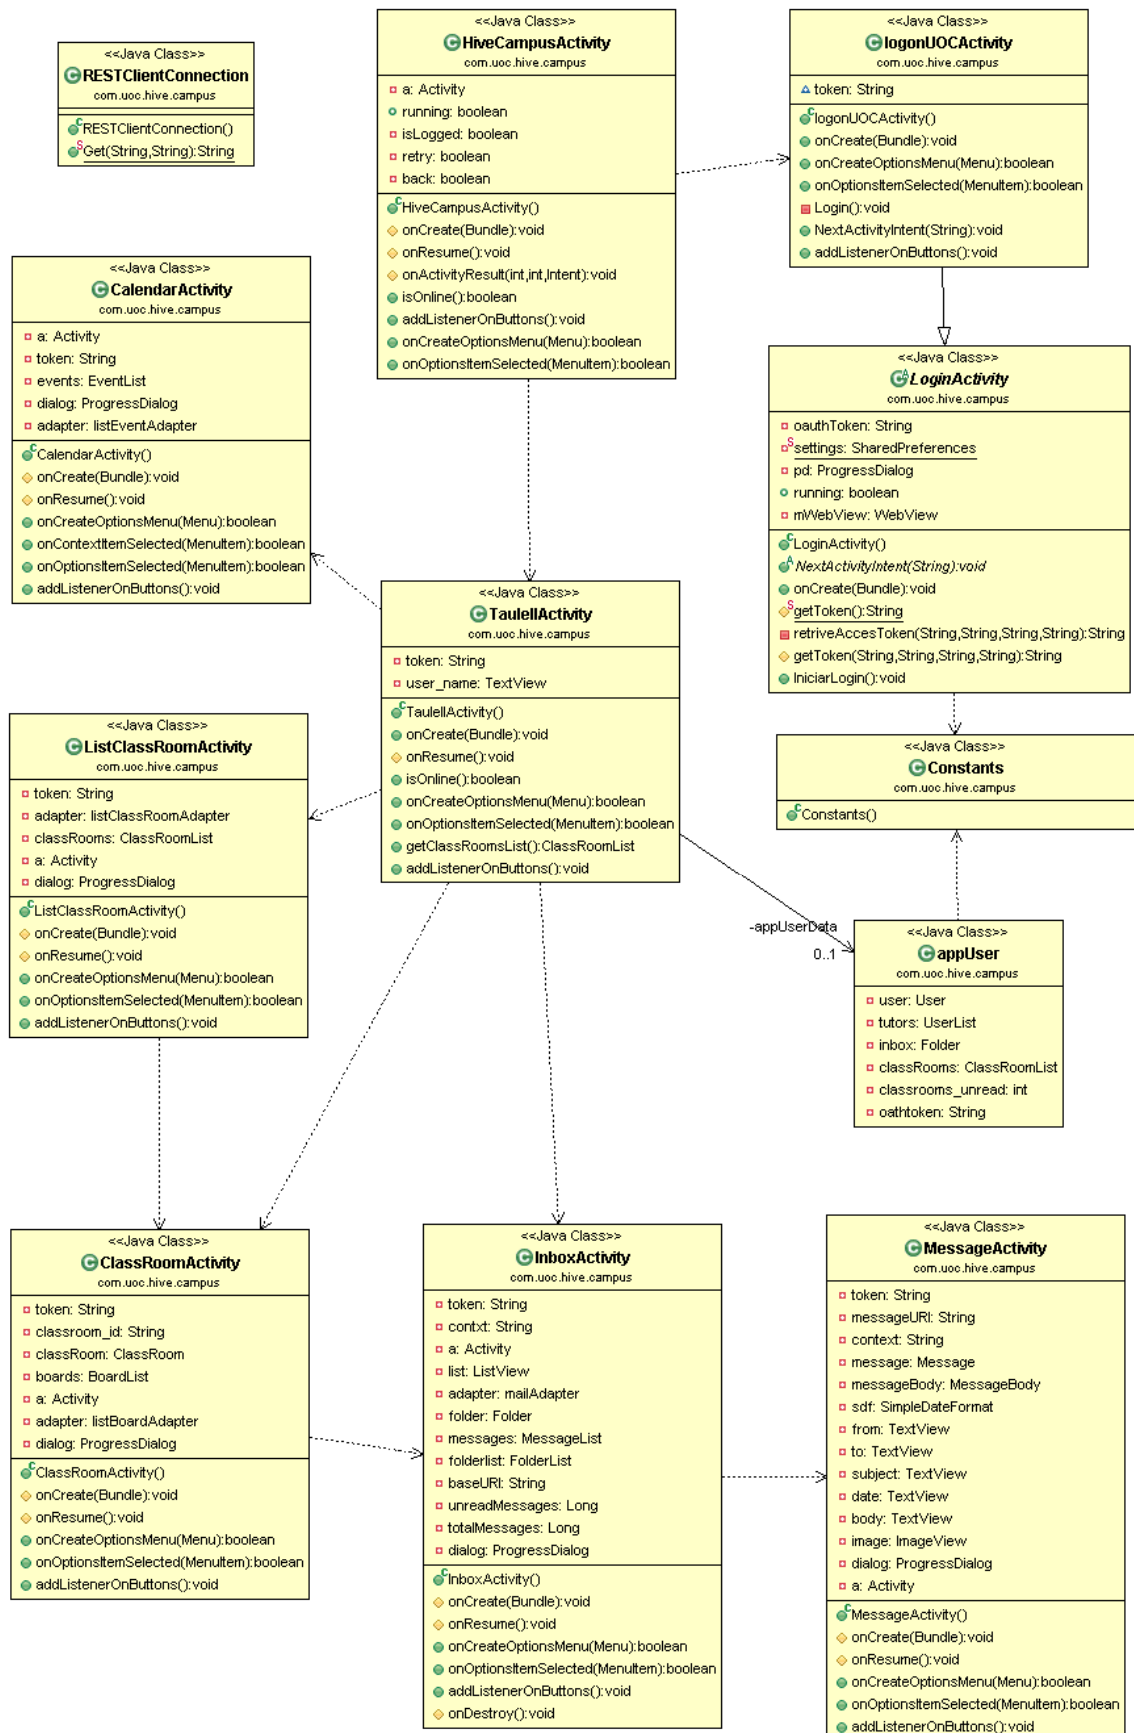 <<Java Class>>
RESTClientConnection
com.uoc.hive.campus
RESTClientConnection()
Get(String,String):String
<<Java Class>>
HiveCampusActivity
com.uoc.hive.campus
a: Activity
running: boolean
isLogged: boolean
retry: boolean
back: boolean
HiveCampusActivity()
onCreate(Bundle):void
onResume():void
onActivityResult(int,int,Intent):void
isOnline():boolean
addListenerOnButtons():void
onCreateOptionsMenu(Menu):boolean
onOptionsItemSelected(MenuItem):boolean
<<Java Class>>
logonUOCActivity
com.uoc.hive.campus
token: String
logonUOCActivity()
onCreate(Bundle):void
onCreateOptionsMenu(Menu):boolean
onOptionsItemSelected(MenuItem):boolean
Login():void
NextActivityIntent(String):void
addListenerOnButtons():void
<<Java Class>>
CalendarActivity
com.uoc.hive.campus
a: Activity
token: String
events: EventList
dialog: ProgressDialog
adapter: listEventAdapter
CalendarActivity()
onCreate(Bundle):void
onResume():void
onCreateOptionsMenu(Menu):boolean
onContextItemSelected(MenuItem):boolean
onOptionsItemSelected(MenuItem):boolean
addListenerOnButtons():void
<<Java Class>>
LoginActivity
com.uoc.hive.campus
oauthToken: String
settings: SharedPreferences
pd: ProgressDialog
running: boolean
mWebView: WebView
LoginActivity()
NextActivityIntent(String):void
onCreate(Bundle):void
getToken():String
retriveAccesToken(String,String,String,String):String
getToken(String,String,String,String):String
IniciarLogin():void
<<Java Class>>
TaulellActivity
com.uoc.hive.campus
token: String
user_name: TextView
TaulellActivity()
onCreate(Bundle):void
onResume():void
isOnline():boolean
onCreateOptionsMenu(Menu):boolean
onOptionsItemSelected(MenuItem):boolean
getClassRoomsList():ClassRoomList
addListenerOnButtons():void
<<Java Class>>
ListClassRoomActivity
com.uoc.hive.campus
token: String
adapter: listClassRoomAdapter
classRooms: ClassRoomList
a: Activity
dialog: ProgressDialog
ListClassRoomActivity()
onCreate(Bundle):void
onResume():void
onCreateOptionsMenu(Menu):boolean
onOptionsItemSelected(MenuItem):boolean
addListenerOnButtons():void
<<Java Class>>
Constants
com.uoc.hive.campus
Constants()
-appUserData
0..1
<<Java Class>>
appUser
com.uoc.hive.campus
user: User
tutors: UserList
inbox: Folder
classRooms: ClassRoomList
classrooms_unread: int
oathtoken: String
<<Java Class>>
ClassRoomActivity
com.uoc.hive.campus
token: String
classroom_id: String
classRoom: ClassRoom
boards: BoardList
a: Activity
adapter: listBoardAdapter
dialog: ProgressDialog
ClassRoomActivity()
onCreate(Bundle):void
onResume():void
onCreateOptionsMenu(Menu):boolean
onOptionsItemSelected(MenuItem):boolean
addListenerOnButtons():void
<<Java Class>>
InboxActivity
com.uoc.hive.campus
token: String
contxt: String
a: Activity
list: ListView
adapter: mailAdapter
folder: Folder
messages: MessageList
folderlist: FolderList
baseURI: String
unreadMessages: Long
totalMessages: Long
dialog: ProgressDialog
InboxActivity()
onCreate(Bundle):void
onResume():void
onCreateOptionsMenu(Menu):boolean
onOptionsItemSelected(MenuItem):boolean
addListenerOnButtons():void
onDestroy():void
<<Java Class>>
MessageActivity
com.uoc.hive.campus
token: String
messageURI: String
context: String
message: Message
messageBody: MessageBody
sdf: SimpleDateFormat
from: TextView
to: TextView
subject: TextView
date: TextView
body: TextView
image: ImageView
dialog: ProgressDialog
a: Activity
MessageActivity()
onCreate(Bundle):void
onResume():void
onCreateOptionsMenu(Menu):boolean
onOptionsItemSelected(MenuItem):boolean
addListenerOnButtons():void